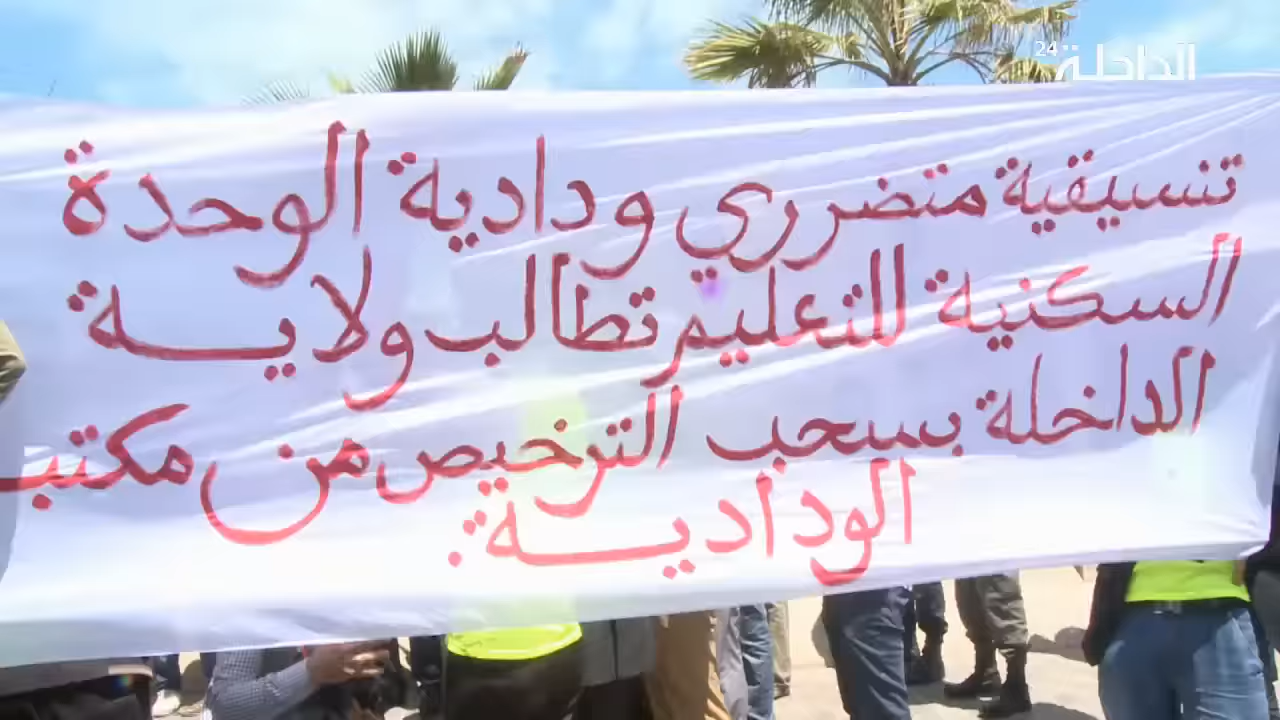 الداخلة 24
تنسيقية متضرري ودادية الوحدة
السكنية للتعليم تطالب ولاية
الداخلة بسحب الترخيص من مكتب
الودادية.